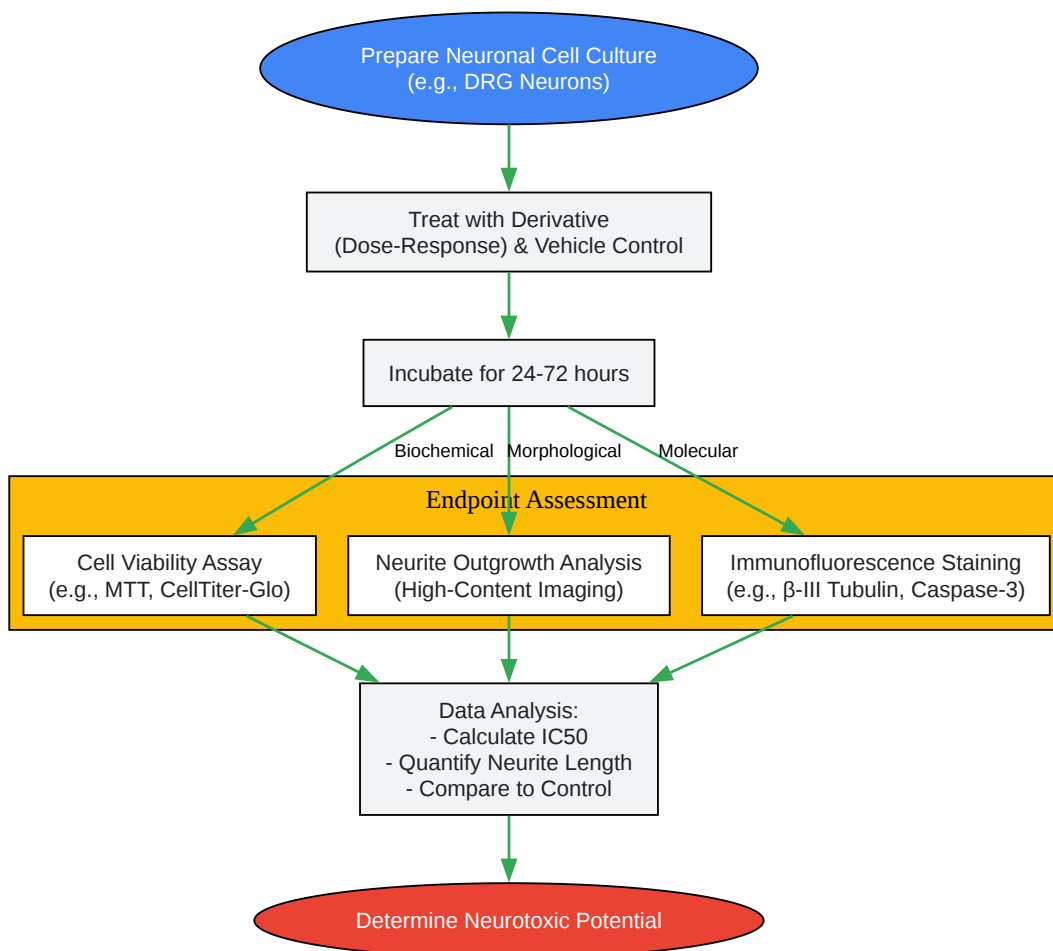 Prepare Neuronal Cell Culture
(e.g., DRG Neurons)
Treat with Derivative
(Dose-Response) & Vehicle Control
Incubate for 24-72 hours
Biochemical
Morphological
Molecular
Endpoint Assessment
Cell Viability Assay
(e.g., MTT, CellTiter-Glo)
Neurite Outgrowth Analysis
(High-Content Imaging)
Immunofluorescence Staining
(e.g., β-III Tubulin, Caspase-3)
Data Analysis:
- Calculate IC50
- Quantify Neurite Length
- Compare to Control
Determine Neurotoxic Potential